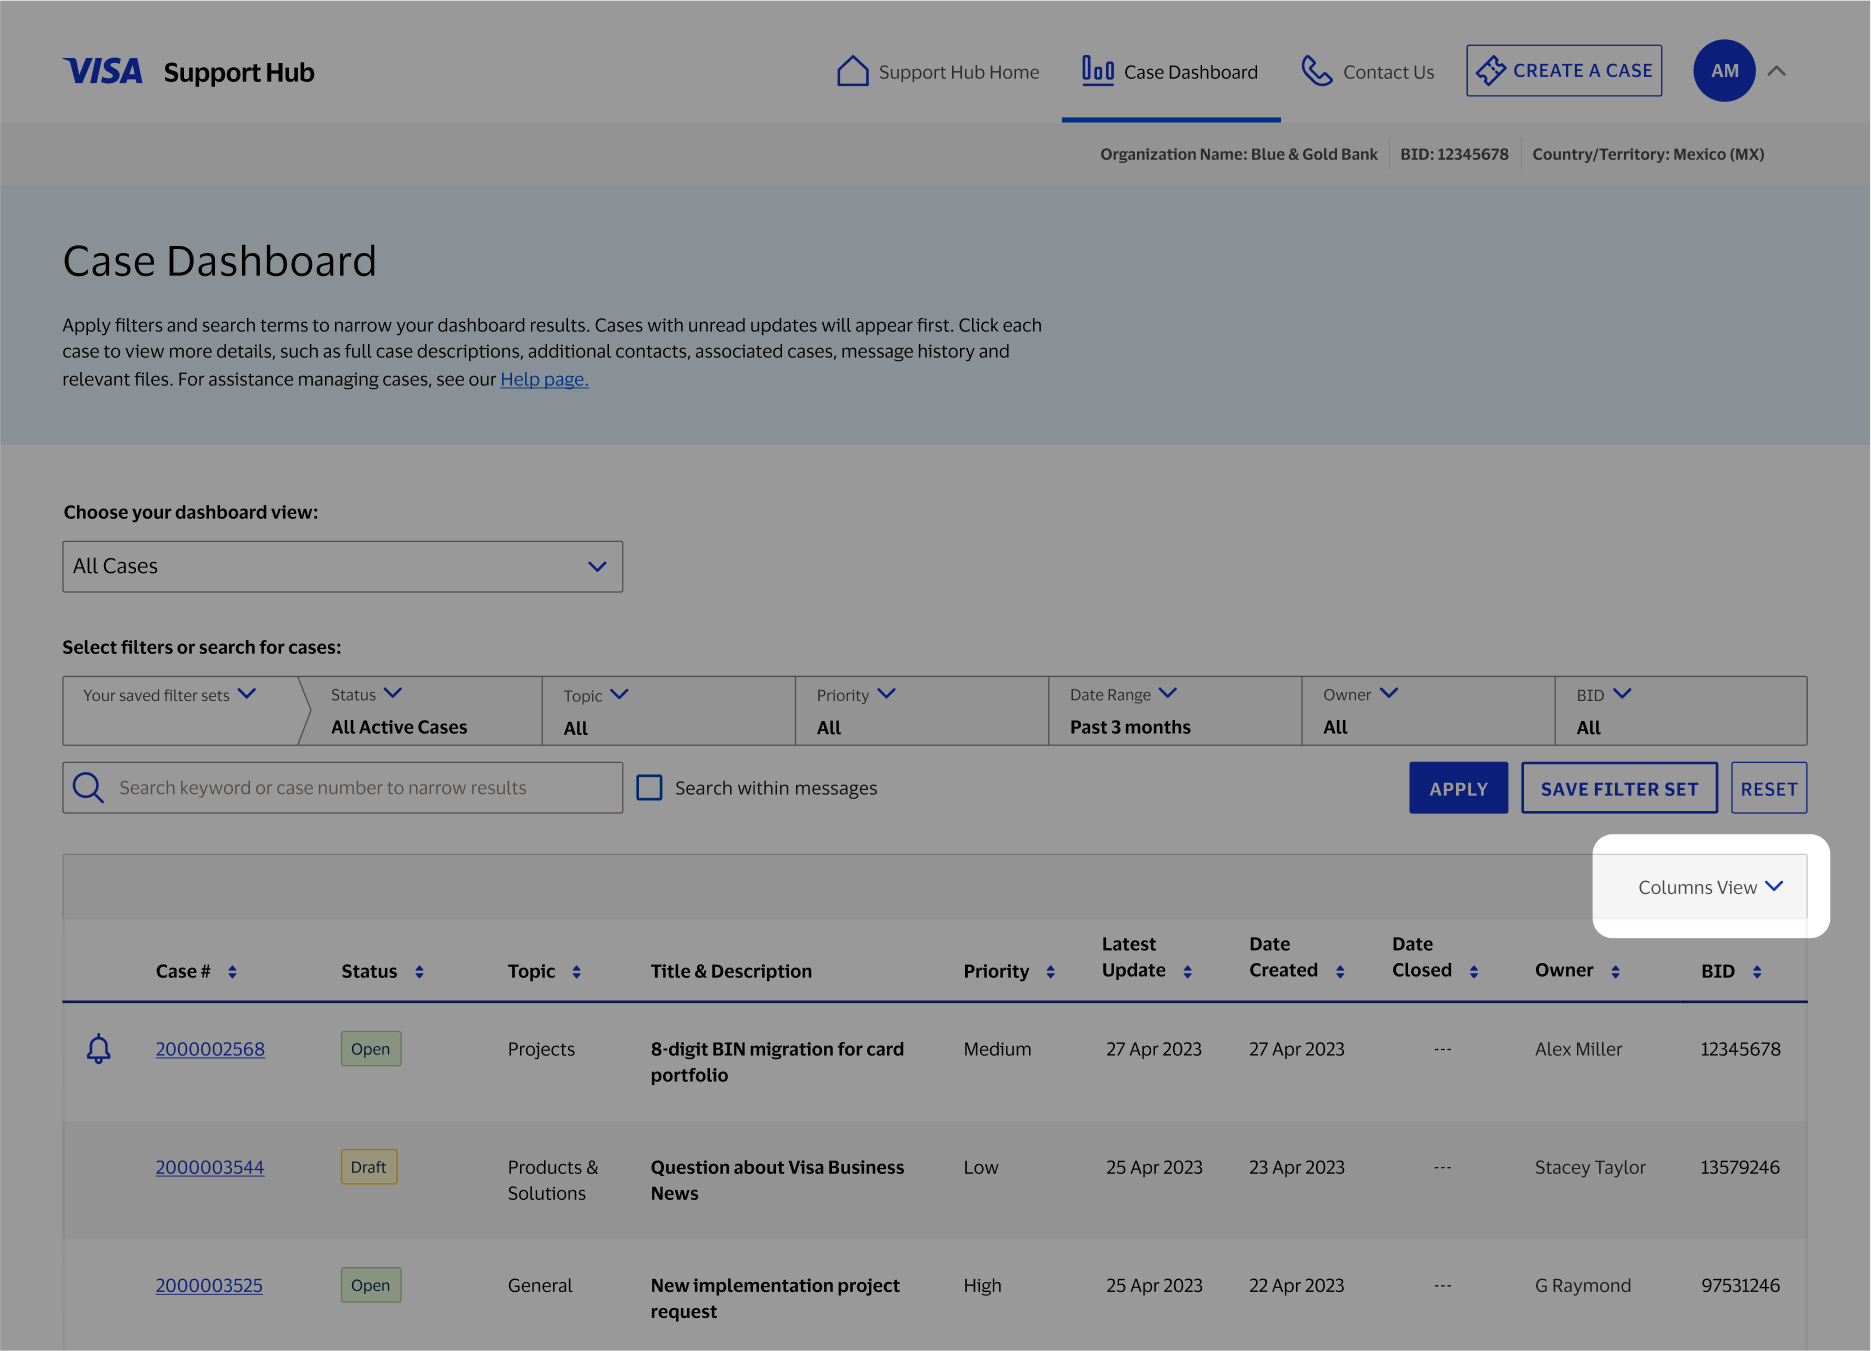 VISA Support Hub
Support Hub Home
Case Dashboard
Contact Us
CREATE A CASE
AM
Organization Name: Blue & Gold Bank
BID: 12345678
Country/Territory: Mexico (MX)
Case Dashboard
Apply filters and search terms to narrow your dashboard results. Cases with unread updates will appear first. Click each
case to view more details, such as full case descriptions, additional contacts, associated cases, message history and
relevant files. For assistance managing cases, see our Help page.
Choose your dashboard view:
All Cases
Select filters or search for cases:
Your saved filter sets
Status
All Active Cases
Topic
All
Priority
All
Date Range
Past 3 months
Owner
All
BID
All
Search keyword or case number to narrow results
Search within messages
APPLY
SAVE FILTER SET
RESET
Columns View
Case #
Status
Topic
Title & Description
Priority
Latest
Update
Date
Created
Date
Closed
Owner
BID
2000002568
Open
Projects
8-digit BIN migration for card
portfolio
Medium
27 Apr 2023
27 Apr 2023
---
Alex Miller
12345678
2000003544
Draft
Products &
Solutions
Question about Visa Business
News
Low
25 Apr 2023
23 Apr 2023
---
Stacey Taylor
13579246
2000003525
Open
General
New implementation project
request
High
25 Apr 2023
22 Apr 2023
---
G Raymond
97531246